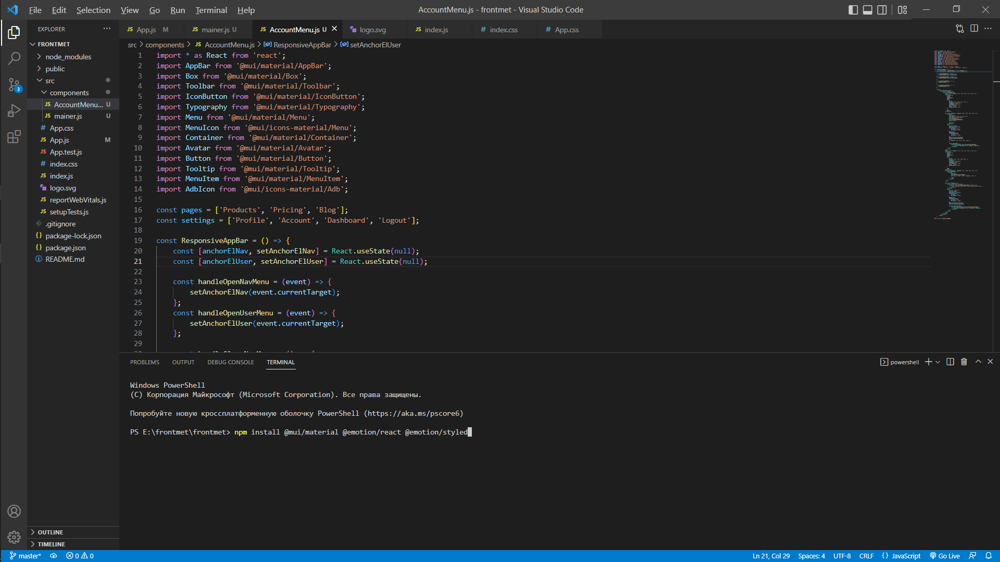 File Edit Selection View Go Run Terminal Help
AccountMenu.js - frontmet - Visual Studio Code
EXPLORER
FRONTMET
node_modules
public
src
components
JS AccountMenu... U
JS mainer.js U
# App.css
JS App.js M
JS App.test.js
# index.css
JS index.js
logo.svg
JS reportWebVitals.js
JS setupTests.js
.gitignore
{} package-lock.json
{} package.json
README.md
OUTLINE
TIMELINE
3
JS App.js M
JS mainer.js U
JS AccountMenu.js U
logo.svg
JS index.js
# index.css
# App.css
src > components > JS AccountMenu.js > ResponsiveAppBar > setAnchorElUser
1 import * as React from 'react';
2 import AppBar from '@mui/material/AppBar';
3 import Box from '@mui/material/Box';
4 import Toolbar from '@mui/material/Toolbar';
5 import IconButton from '@mui/material/IconButton';
6 import Typography from '@mui/material/Typography';
7 import Menu from '@mui/material/Menu';
8 import MenuIcon from '@mui/icons-material/Menu';
9 import Container from '@mui/material/Container';
10 import Avatar from '@mui/material/Avatar';
11 import Button from '@mui/material/Button';
12 import Tooltip from '@mui/material/Tooltip';
13 import MenuItem from '@mui/material/MenuItem';
14 import AdbIcon from '@mui/icons-material/Adb';
15
16 const pages = ['Products', 'Pricing', 'Blog'];
17 const settings = ['Profile', 'Account', 'Dashboard', 'Logout'];
18
19 const ResponsiveAppBar = () => {
20 const [anchorElNav, setAnchorElNav] = React.useState(null);
21 const [anchorElUser, setAnchorElUser] = React.useState(null);
22
23 const handleOpenNavMenu = (event) => {
24 setAnchorElNav(event.currentTarget);
25 };
26 const handleOpenUserMenu = (event) => {
27 setAnchorElUser(event.currentTarget);
28 };
29
PROBLEMS OUTPUT DEBUG CONSOLE TERMINAL
powershell
Windows PowerShell
(C) Корпорация Майкрософт (Microsoft Corporation). Все права защищены.
Попробуйте новую кроссплатформенную оболочку PowerShell (https://aka.ms/pscore6)
PS E:\frontmet\frontmet> npm install @mui/material @emotion/react @emotion/styled
master* 0 0
Ln 21, Col 29 Spaces: 4 UTF-8 CRLF {} JavaScript Go Live